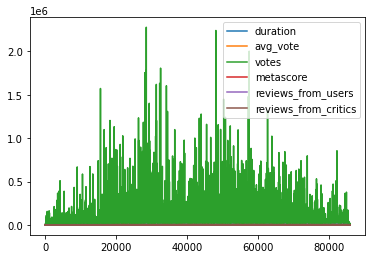 1e6
duration
avg_vote
votes
metascore
reviews_from_users
reviews_from_critics
2.0
1.5
1.0
0.5
0.0
0 20000 40000 60000 80000